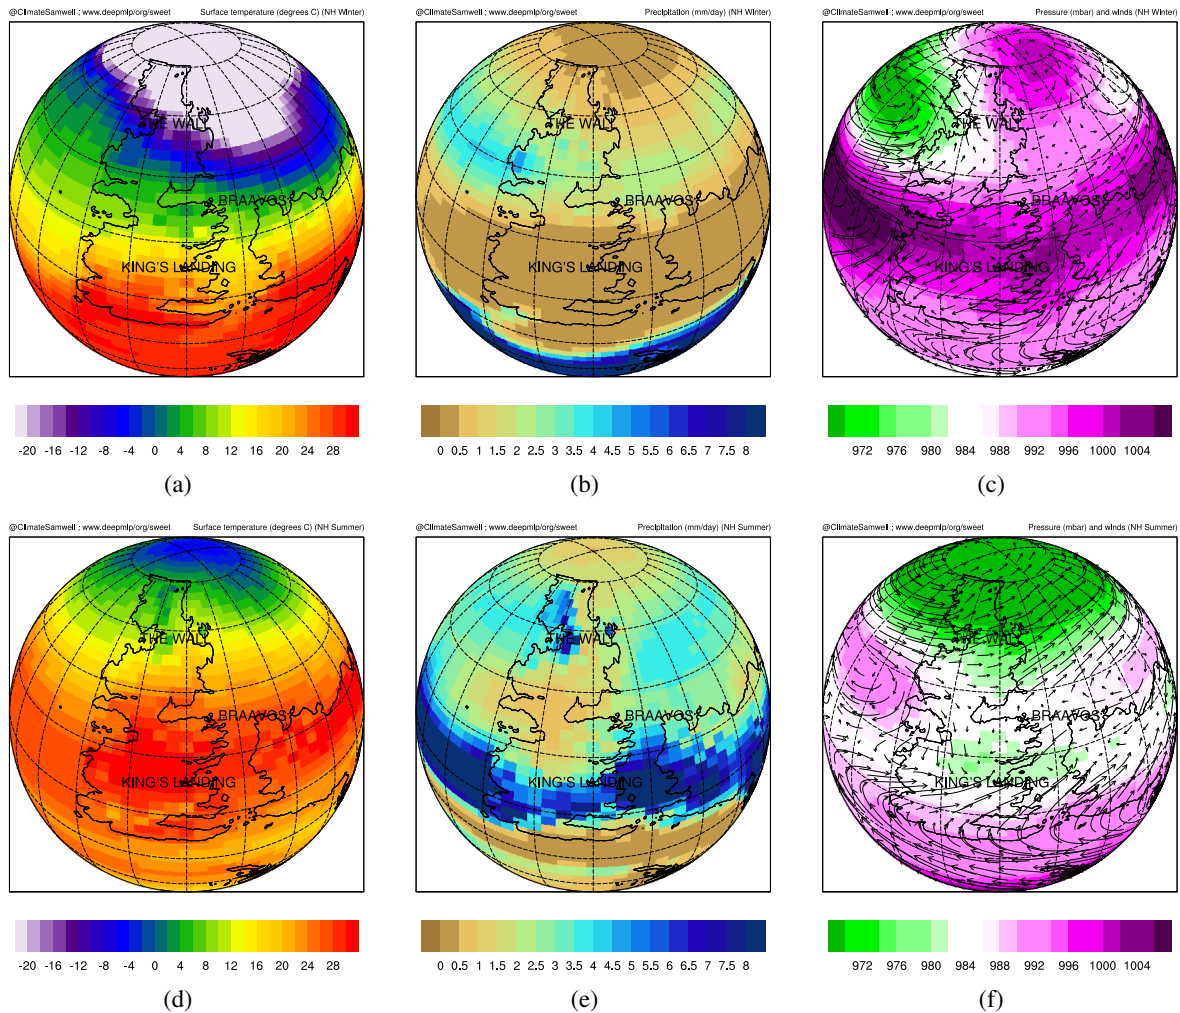 @ClimateSamwell ; www.deepmlp/org/sweet Surface temperature (degrees C) (NH Winter)
@ClimateSamwell ; www.deepmlp/org/sweet Precipitation (mm/day) (NH Winter)
@ClimateSamwell ; www.deepmlp/org/sweet Pressure (mbar) and winds (NH Winter)
THE WALL
BRAAVOS
KING'S LANDING
THE WALL
BRAAVOS
KING'S LANDING
THE WALL
BRAAVOS
KING'S LANDING
-20 -16 -12 -8 -4 0 4 8 12 16 20 24 28
0 0.5 1 1.5 2 2.5 3 3.5 4 4.5 5 5.5 6 6.5 7 7.5 8
972 976 980 984 988 992 996 1000 1004
(a)
(b)
(c)
@ClimateSamwell ; www.deepmlp/org/sweet Surface temperature (degrees C) (NH Summer)
@ClimateSamwell ; www.deepmlp/org/sweet Precipitation (mm/day) (NH Summer)
@ClimateSamwell ; www.deepmlp/org/sweet Pressure (mbar) and winds (NH Summer)
THE WALL
BRAAVOS
KING'S LANDING
THE WALL
BRAAVOS
KING'S LANDING
THE WALL
BRAAVOS
KING'S LANDING
-20 -16 -12 -8 -4 0 4 8 12 16 20 24 28
0 0.5 1 1.5 2 2.5 3 3.5 4 4.5 5 5.5 6 6.5 7 7.5 8
972 976 980 984 988 992 996 1000 1004
(d)
(e)
(f)